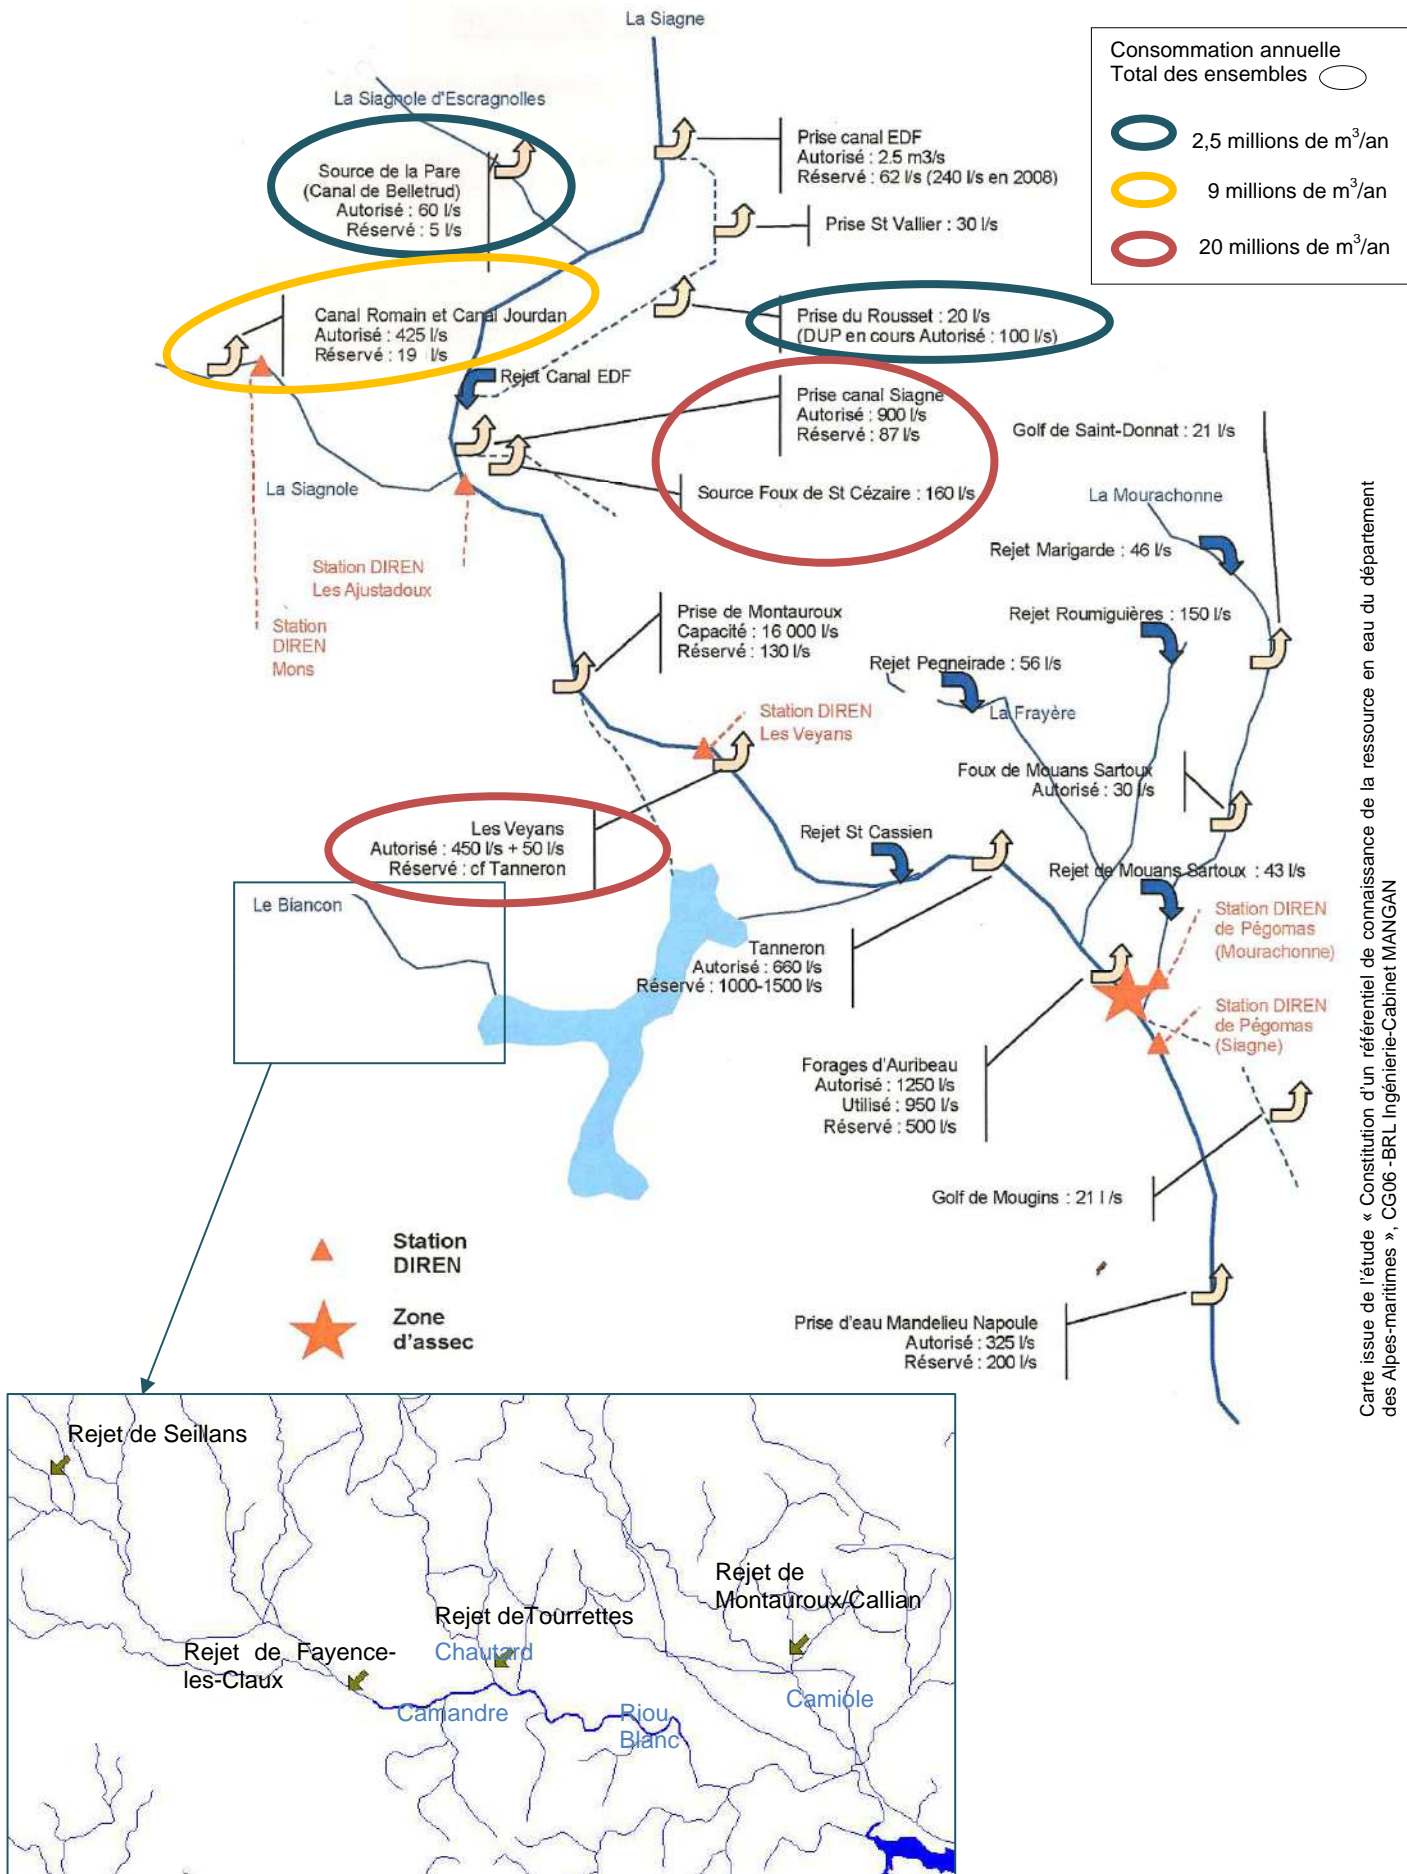 La Siagne
Consommation annuelle
Total des ensembles
2,5 millions de m³/an
9 millions de m³/an
20 millions de m³/an
La Siagnole d'Escragnolles
Source de la Pare
(Canal de Belletrud)
Autorisé : 60 l/s
Réservé : 5 l/s
Prise canal EDF
Autorisé : 2.5 m3/s
Réservé : 62 l/s (240 l/s en 2008)
Prise St Vallier : 30 l/s
Canal Romain et Canal Jourdan
Autorisé : 425 l/s
Réservé : 19 l/s
Prise du Rousset : 20 l/s
(DUP en cours Autorisé : 100 l/s)
Rejet Canal EDF
Prise canal Siagne
Autorisé : 900 l/s
Réservé : 87 l/s
Golf de Saint-Donnat : 21 l/s
La Siagnole
Source Foux de St Cézaire : 160 l/s
La Mourachonne
Rejet Marigarde : 46 l/s
Station DIREN
Les Ajustadoux
Station
DIREN
Mons
Prise de Montauroux
Capacité : 16 000 l/s
Réservé : 130 l/s
Rejet Roumiguières : 150 l/s
Rejet Pegneirade : 56 l/s
La Frayère
Station DIREN
Les Veyans
Foux de Mouans Sartoux
Autorisé : 30 l/s
Les Veyans
Autorisé : 450 l/s + 50 l/s
Réservé : cf Tanneron
Rejet St Cassien
Rejet de Mouans Sartoux : 43 l/s
Le Biancon
Station DIREN
de Pégomas
(Mourachonne)
Tanneron
Autorisé : 660 l/s
Réservé : 1000-1500 l/s
Station DIREN
de Pégomas
(Siagne)
Forages d'Auribeau
Autorisé : 1250 l/s
Utilisé : 950 l/s
Réservé : 500 l/s
Golf de Mougins : 21 l /s
Station
DIREN
Zone
d'assec
Prise d'eau Mandelieu Napoule
Autorisé : 325 l/s
Réservé : 200 l/s
Carte issue de l'étude « Constitution d'un référentiel de connaissance de la ressource en eau du département
des Alpes-maritimes », CG06 -BRL Ingénierie-Cabinet MANGAN
Rejet de Seillans
Rejet de
Montauroux/Callian
Rejet deTourrettes
Chautard
Rejet de Fayence-
les-Claux
Camandre
Riou
Blanc
Camiole